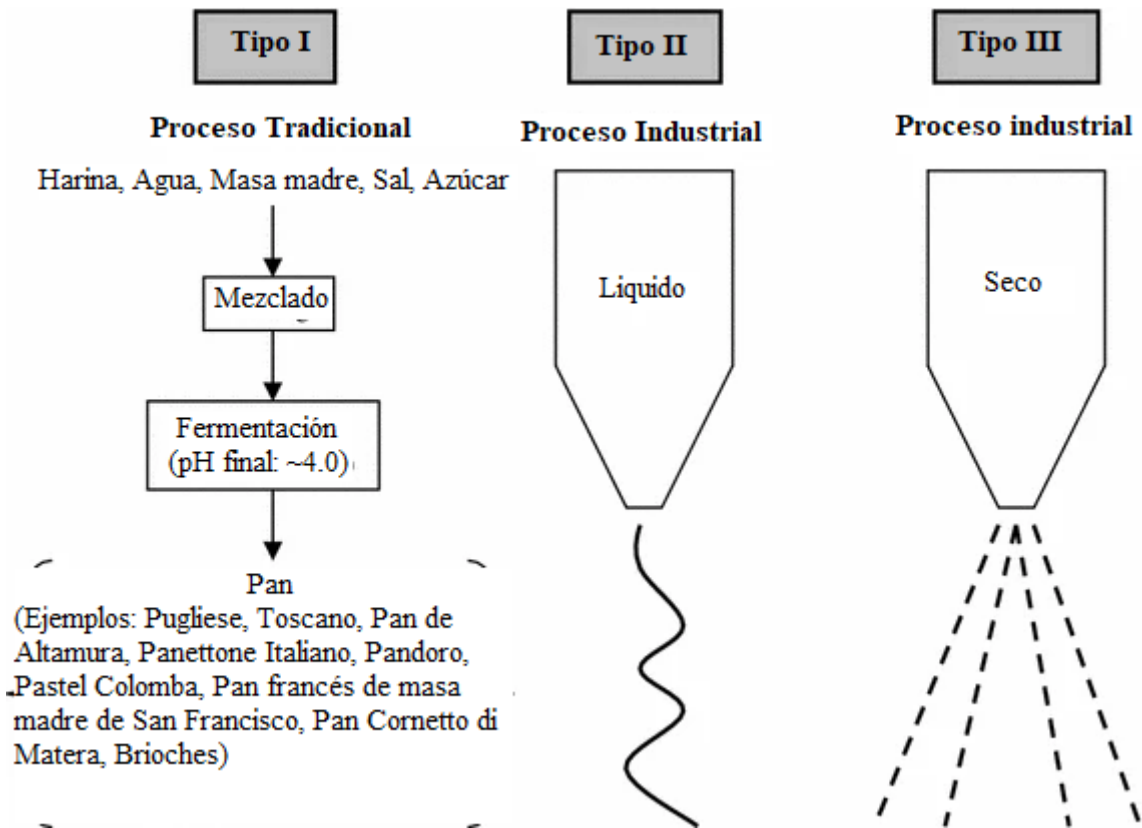 Tipo I
Proceso Tradicional
Harina, Agua, Masa madre, Sal, Azúcar
Mezclado
Fermentación
(pH final: ~4.0)
Pan
(Ejemplos: Pugliese, Toscano, Pan de
Altamura, Panettone Italiano, Pandoro,
Pastel Colomba, Pan francés de masa
madre de San Francisco, Pan Cornetto di
Matera, Brioches)
Tipo II
Proceso Industrial
Liquido
Tipo III
Proceso industrial
Seco